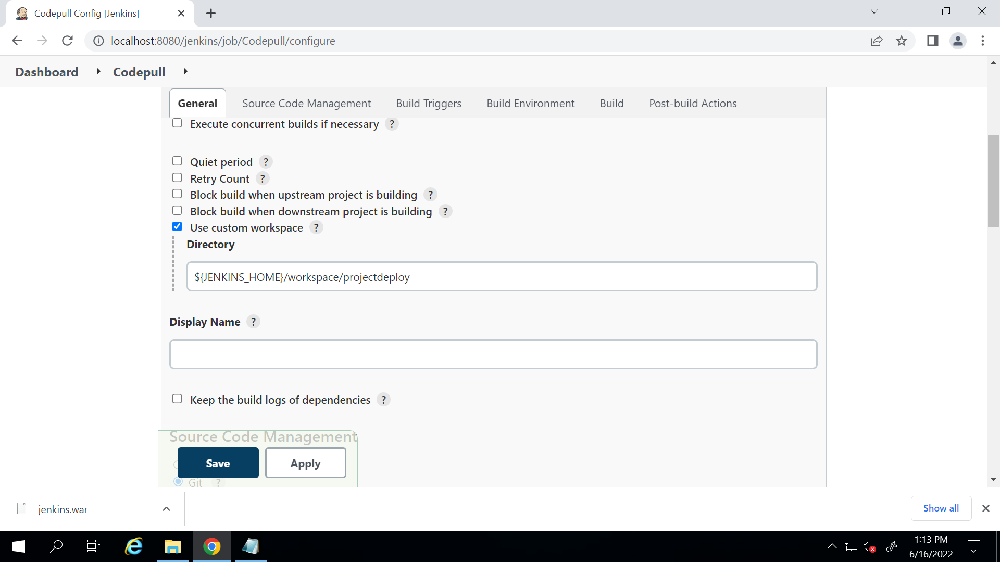 Codepull Config [Jenkins]
localhost:8080/jenkins/job/Codepull/configure
Dashboard Codepull
General Source Code Management Build Triggers Build Environment Build Post-build Actions
Execute concurrent builds if necessary ?
Quiet period ?
Retry Count ?
Block build when upstream project is building ?
Block build when downstream project is building ?
Use custom workspace ?
Directory
${JENKINS_HOME}/workspace/projectdeploy
Display Name ?
Keep the build logs of dependencies ?
Source Code Management
Save Apply
Git ?
jenkins.war
Show all
1:13 PM
6/16/2022